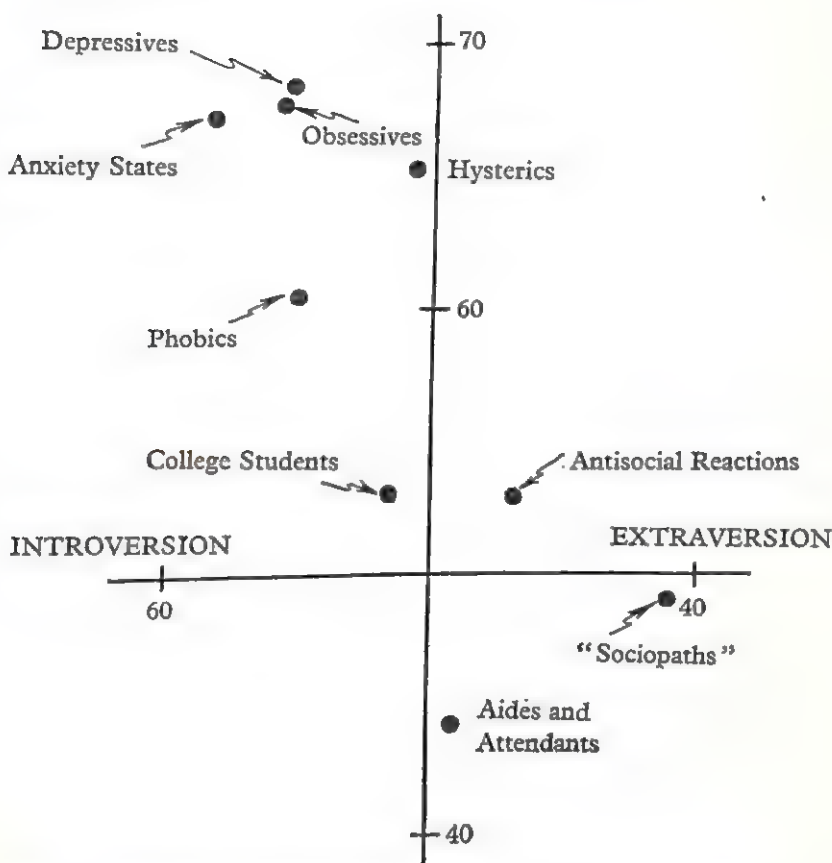 70
Depressives
Obsessives
Anxiety States
Hysterics
60
Phobics
College Students
Antisocial Reactions
INTROVERSION
EXTRAVERSION
60
40
"Sociopaths"
Aides and
Attendants
40